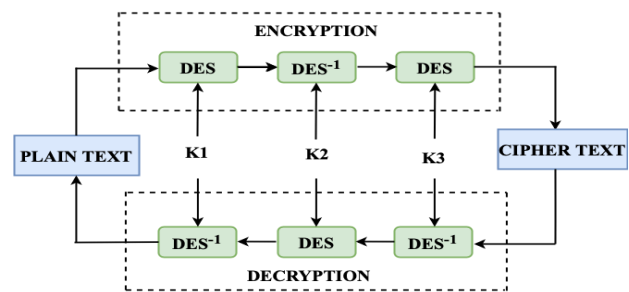 ENCRYPTION
DES DES⁻¹ DES
PLAIN TEXT K1 K2 K3 CIPHER TEXT
DES⁻¹ DES DES⁻¹
DECRYPTION